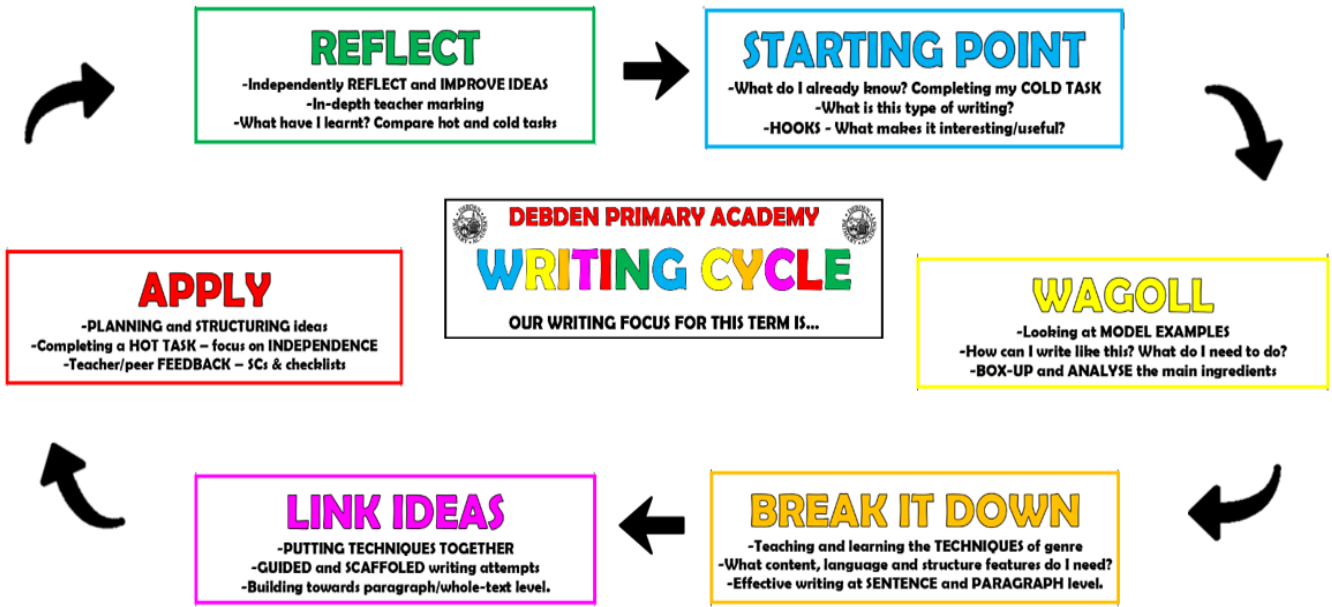 REFLECT
-Independently REFLECT and IMPROVE IDEAS
-In-depth teacher marking
-What have I learnt? Compare hot and cold tasks
STARTING POINT
-What do I already know? Completing my COLD TASK
-What is this type of writing?
-HOOKS - What makes it interesting/useful?
DEBDEN PRIMARY ACADEMY
WRITING CYCLE
OUR WRITING FOCUS FOR THIS TERM IS...
APPLY
-PLANNING and STRUCTURING ideas
-Completing a HOT TASK – focus on INDEPENDENCE
-Teacher/peer FEEDBACK – SCs & checklists
WAGOLL
-Looking at MODEL EXAMPLES
-How can I write like this? What do I need to do?
-BOX-UP and ANALYSE the main ingredients
LINK IDEAS
-PUTTING TECHNIQUES TOGETHER
-GUIDED and SCAFFOLED writing attempts
-Building towards paragraph/whole-text level.
BREAK IT DOWN
-Teaching and learning the TECHNIQUES of genre
-What content, language and structure features do I need?
-Effective writing at SENTENCE and PARAGRAPH level.